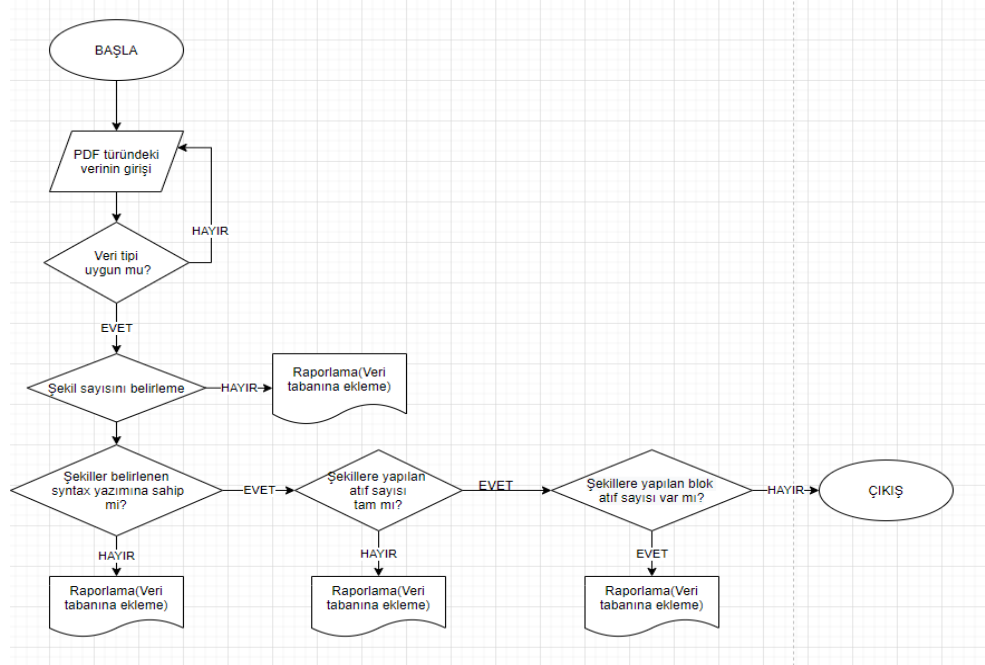 BAŞLA
PDF türündeki
verinin girişi
HAYIR
Veri tipi
uygun mu?
EVET
Şekil sayısını belirleme
HAYIR
Raporlama(Veri
tabanına ekleme)
Şekiller belirlenen
syntax yazımına sahip
mi?
EVET
Şekillere yapılan
atıf sayısı
tam mı?
EVET
Şekillere yapılan blok
atıf sayısı var mı?
HAYIR
ÇIKIŞ
HAYIR
HAYIR
EVET
Raporlama(Veri
tabanına ekleme)
Raporlama(Veri
tabanına ekleme)
Raporlama(Veri
tabanına ekleme)